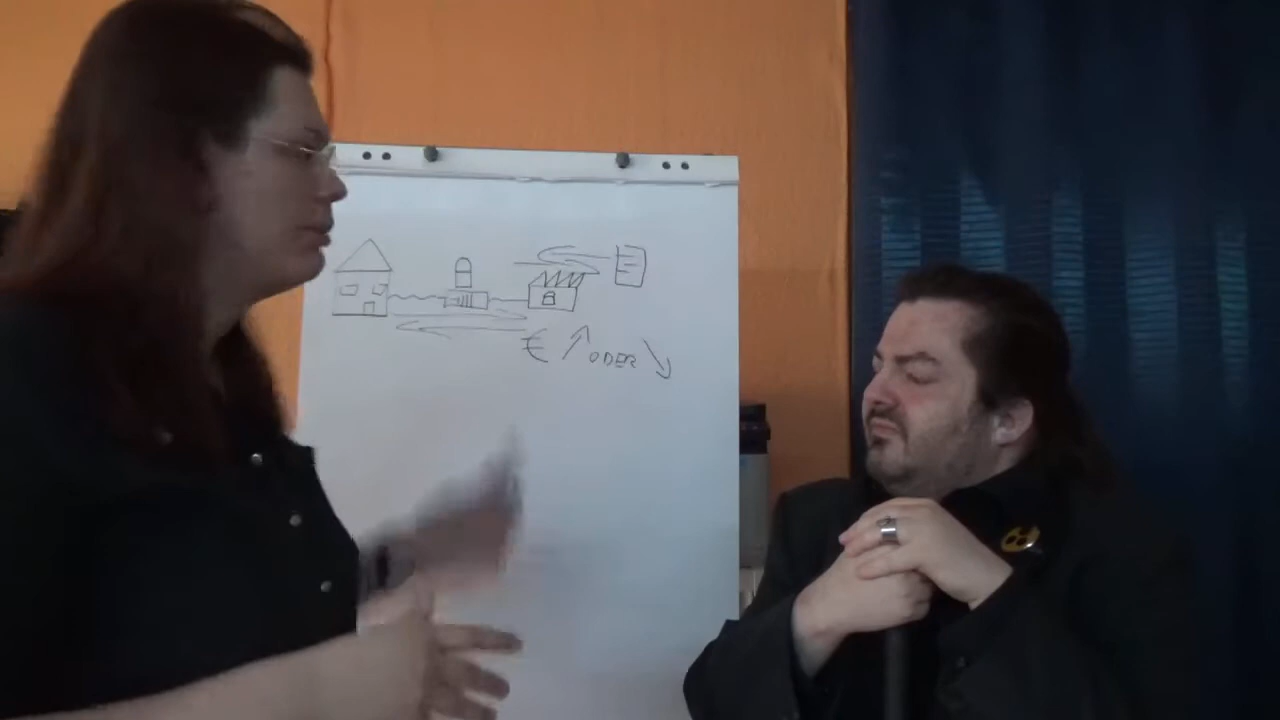 € ↗ ODER ↘